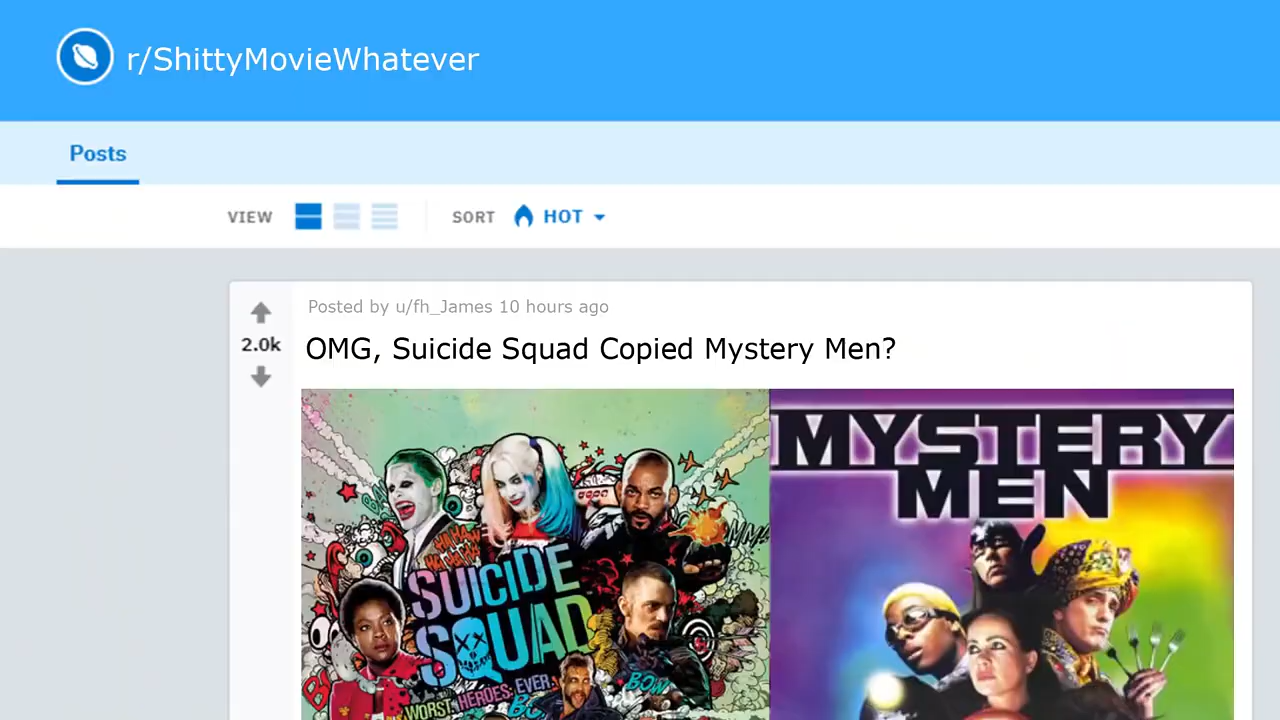 r/ShittyMovieWhatever
Posts
VIEW
SORT HOT
Posted by u/fh_James 10 hours ago
2.0k
OMG, Suicide Squad Copied Mystery Men?
MYSTERY
MEN
SUICIDE
SQUAD
WORST. HEROES. EVER.
BOW